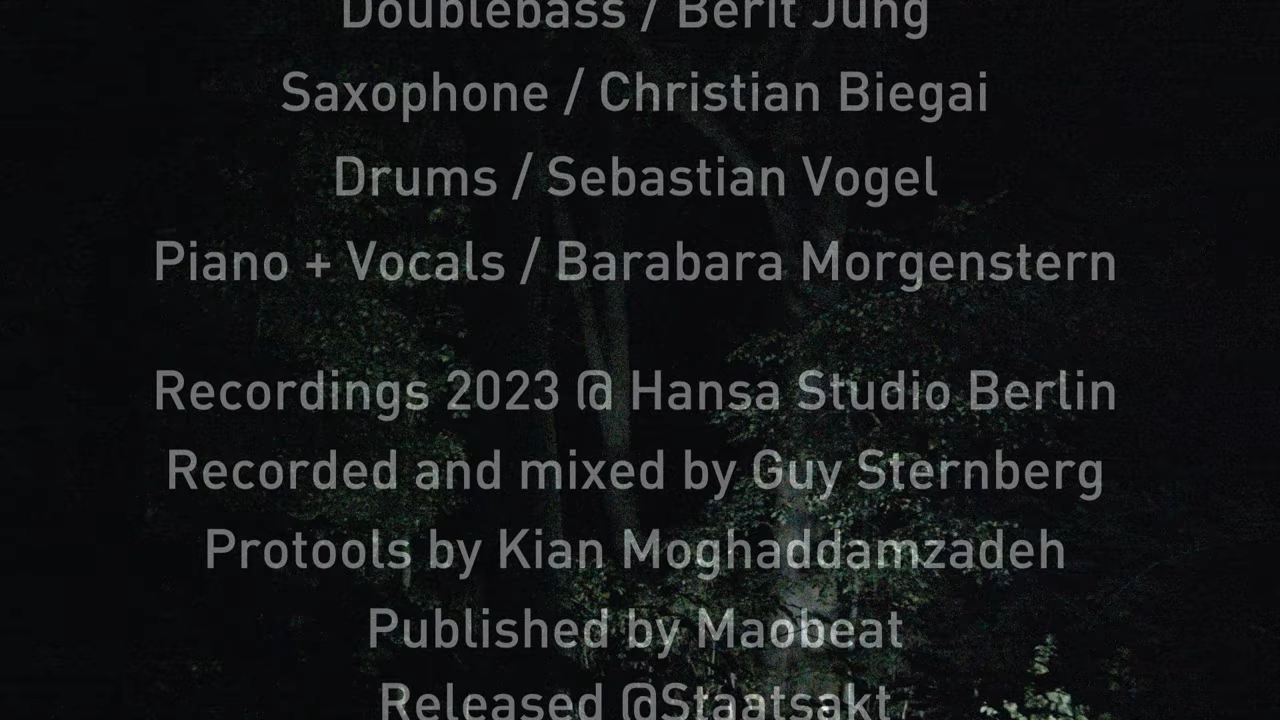 Doublebass / Berit Jung
Saxophone / Christian Biegai
Drums / Sebastian Vogel
Piano + Vocals / Barabara Morgenstern
Recordings 2023 @ Hansa Studio Berlin
Recorded and mixed by Guy Sternberg
Protools by Kian Moghaddamzadeh
Published by Maobeat
Released @Staatsakt